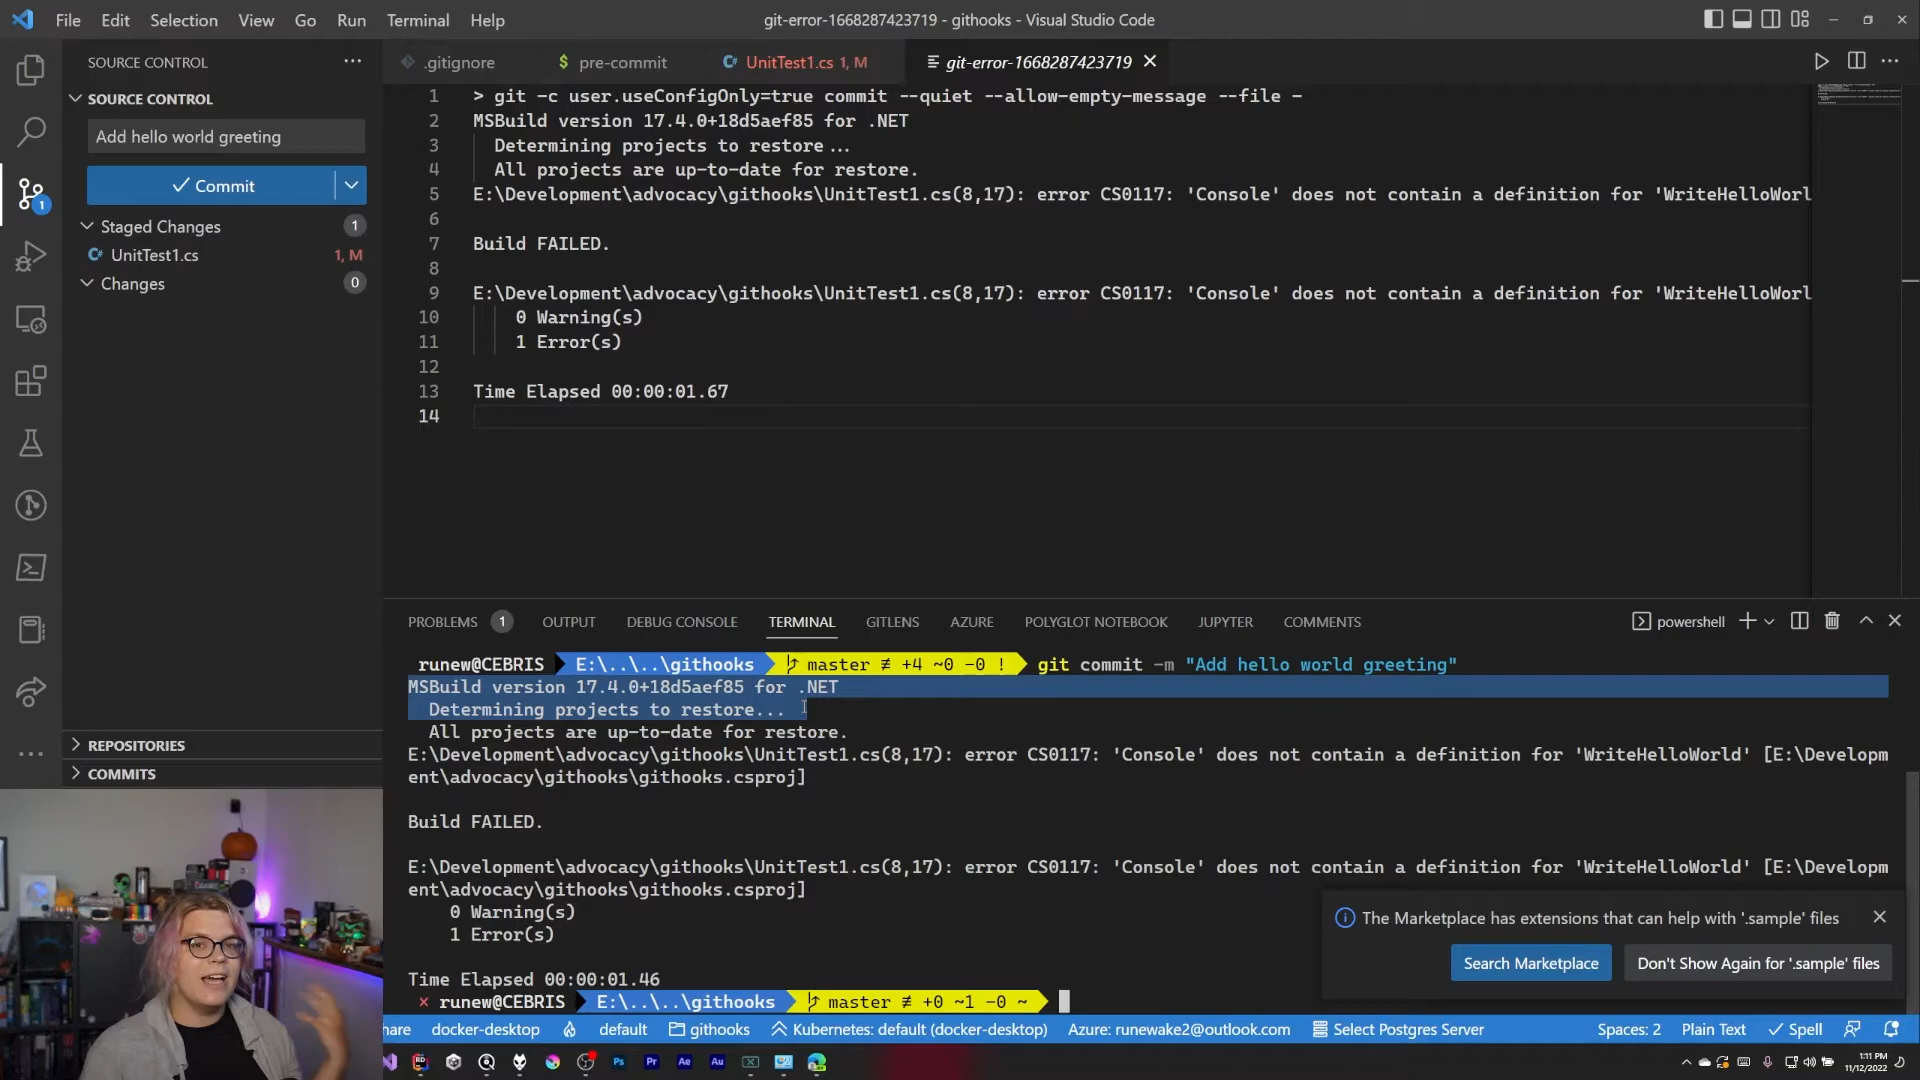 File Edit Selection View Go Run Terminal Help
git-error-1668287423719 - githooks - Visual Studio Code
SOURCE CONTROL
.gitignore
$ pre-commit
UnitTest1.cs 1, M
git-error-1668287423719
SOURCE CONTROL
Add hello world greeting
Commit
Staged Changes 1
UnitTest1.cs 1, M
Changes 0
REPOSITORIES
COMMITS
1 > git -c user.useConfigOnly=true commit --quiet --allow-empty-message --file -
2 MSBuild version 17.4.0+18d5aef85 for .NET
3 Determining projects to restore...
4 All projects are up-to-date for restore.
5 E:\Development\advocacy\githooks\UnitTest1.cs(8,17): error CS0117: 'Console' does not contain a definition for 'WriteHelloWorl
6
7 Build FAILED.
8
9 E:\Development\advocacy\githooks\UnitTest1.cs(8,17): error CS0117: 'Console' does not contain a definition for 'WriteHelloWorl
10 0 Warning(s)
11 1 Error(s)
12
13 Time Elapsed 00:00:01.67
14
PROBLEMS 1 OUTPUT DEBUG CONSOLE TERMINAL GITLENS AZURE POLYGLOT NOTEBOOK JUPYTER COMMENTS
powershell
runew@CEBRIS E:\..\..\githooks master ≢ +4 ~0 -0 ! git commit -m "Add hello world greeting"
MSBuild version 17.4.0+18d5aef85 for .NET
Determining projects to restore...
All projects are up-to-date for restore.
E:\Development\advocacy\githooks\UnitTest1.cs(8,17): error CS0117: 'Console' does not contain a definition for 'WriteHelloWorld' [E:\Developm
ent\advocacy\githooks\githooks.csproj]
Build FAILED.
E:\Development\advocacy\githooks\UnitTest1.cs(8,17): error CS0117: 'Console' does not contain a definition for 'WriteHelloWorld' [E:\Developm
ent\advocacy\githooks\githooks.csproj]
0 Warning(s)
1 Error(s)
Time Elapsed 00:00:01.46
× runew@CEBRIS E:\..\..\githooks master ≢ +0 ~1 -0 ~
The Marketplace has extensions that can help with '.sample' files
Search Marketplace
Don't Show Again for '.sample' files
hare docker-desktop default githooks Kubernetes: default (docker-desktop) Azure: runewake2@outlook.com Select Postgres Server Spaces: 2 Plain Text Spell
RD Ps Pr Ae Au
1:11 PM
11/12/2022